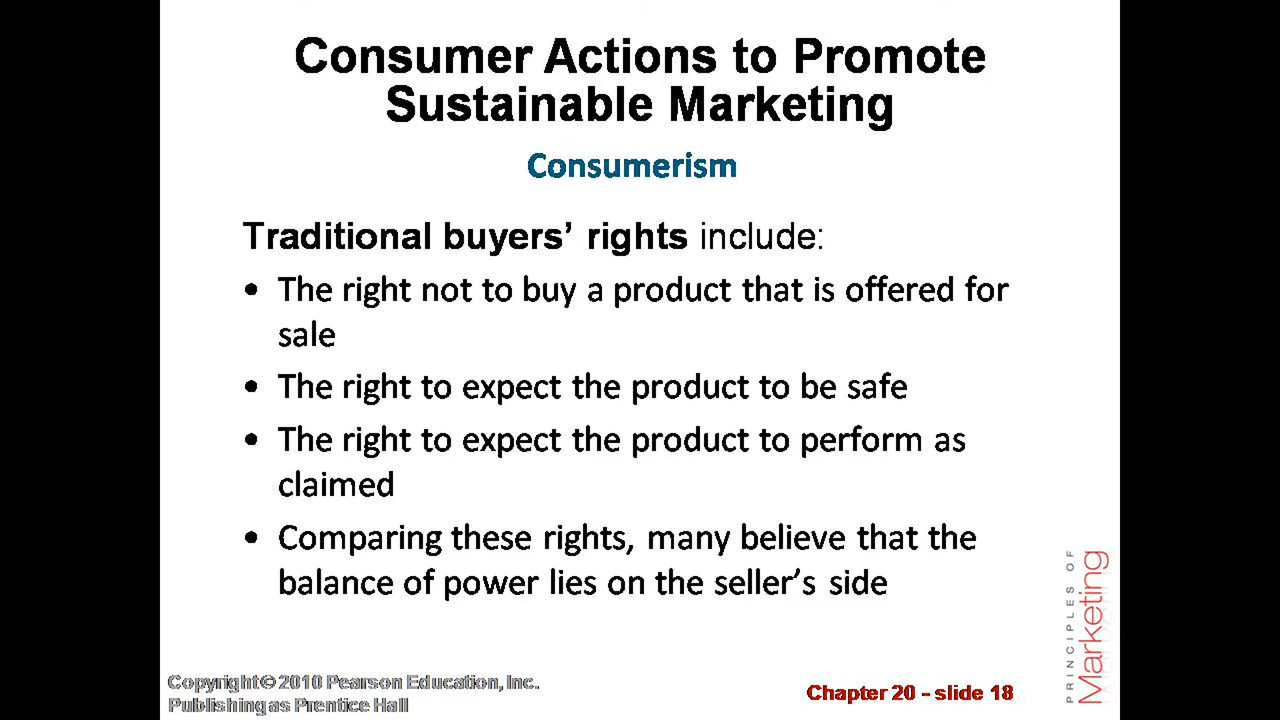 Consumer Actions to Promote
Sustainable Marketing
Consumerism
Traditional buyers’ rights include:
• The right not to buy a product that is offered for
sale
• The right to expect the product to be safe
• The right to expect the product to perform as
claimed
• Comparing these rights, many believe that the
balance of power lies on the seller’s side
PRINCIPLES OF
Marketing
Copyright © 2010 Pearson Education, Inc.
Publishing as Prentice Hall
Chapter 20 - slide 18